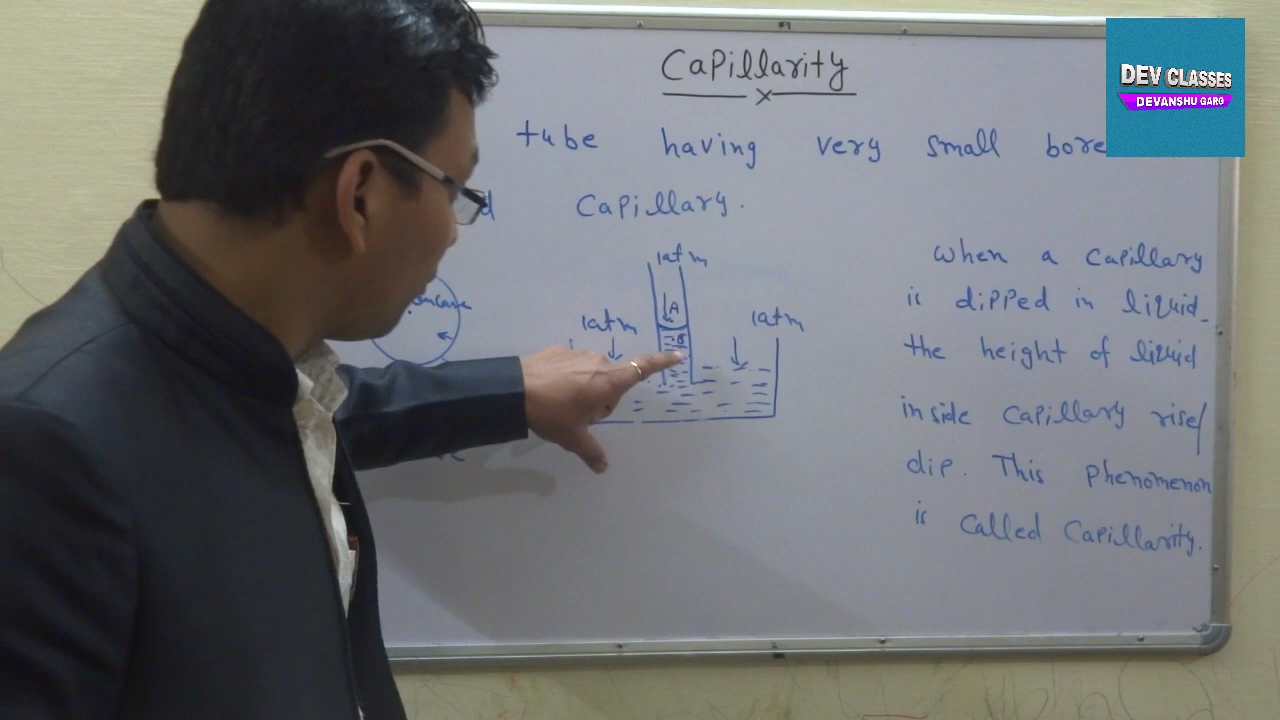 Capillarity
DEV CLASSES
DEVANSHU GARG
tube having very small bore
Capillary.
1atm
1atm
1atm
A
B
When a Capillary
is dipped in liquid.
the height of liquid
inside Capillary rise/
dip. This phenomenon
is Called Capillarity.